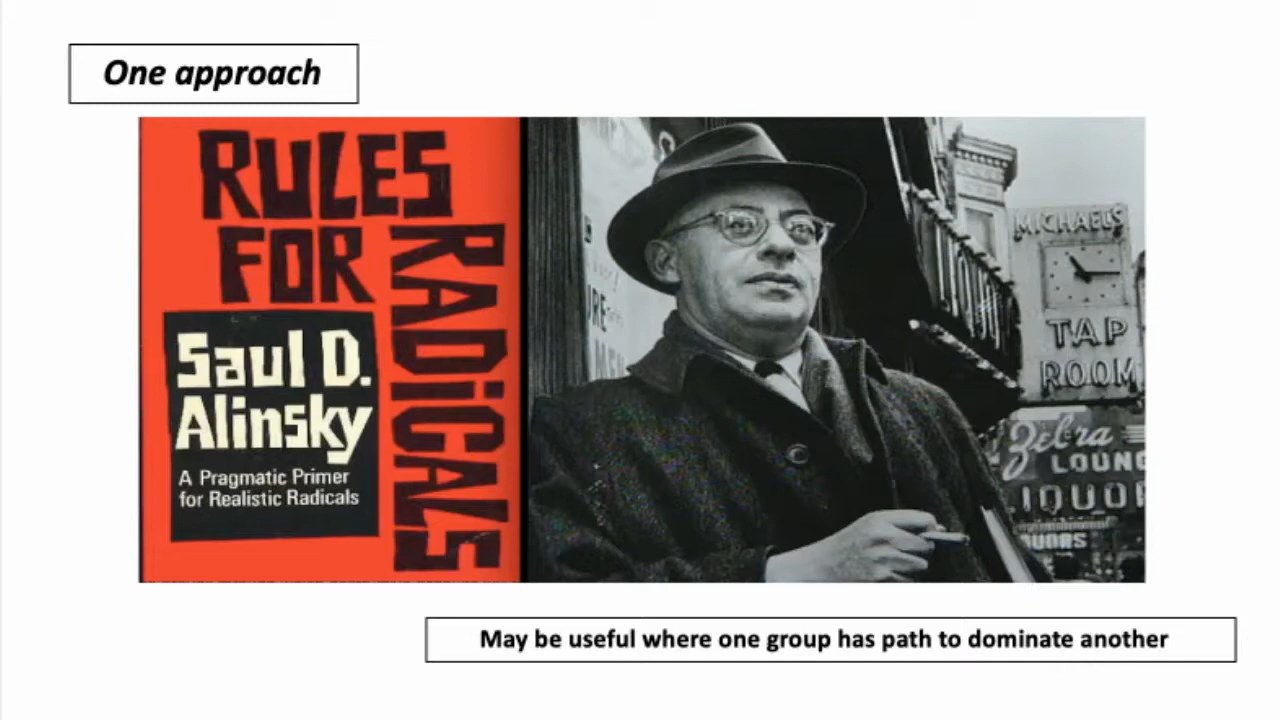 One approach
RULES
FOR
RADiCALS
Saul D.
Alinsky
A Pragmatic Primer
for Realistic Radicals
MICHAEL'S
TAP
ROOM
Zebra
LOUNG
LIQUOR
May be useful where one group has path to dominate another